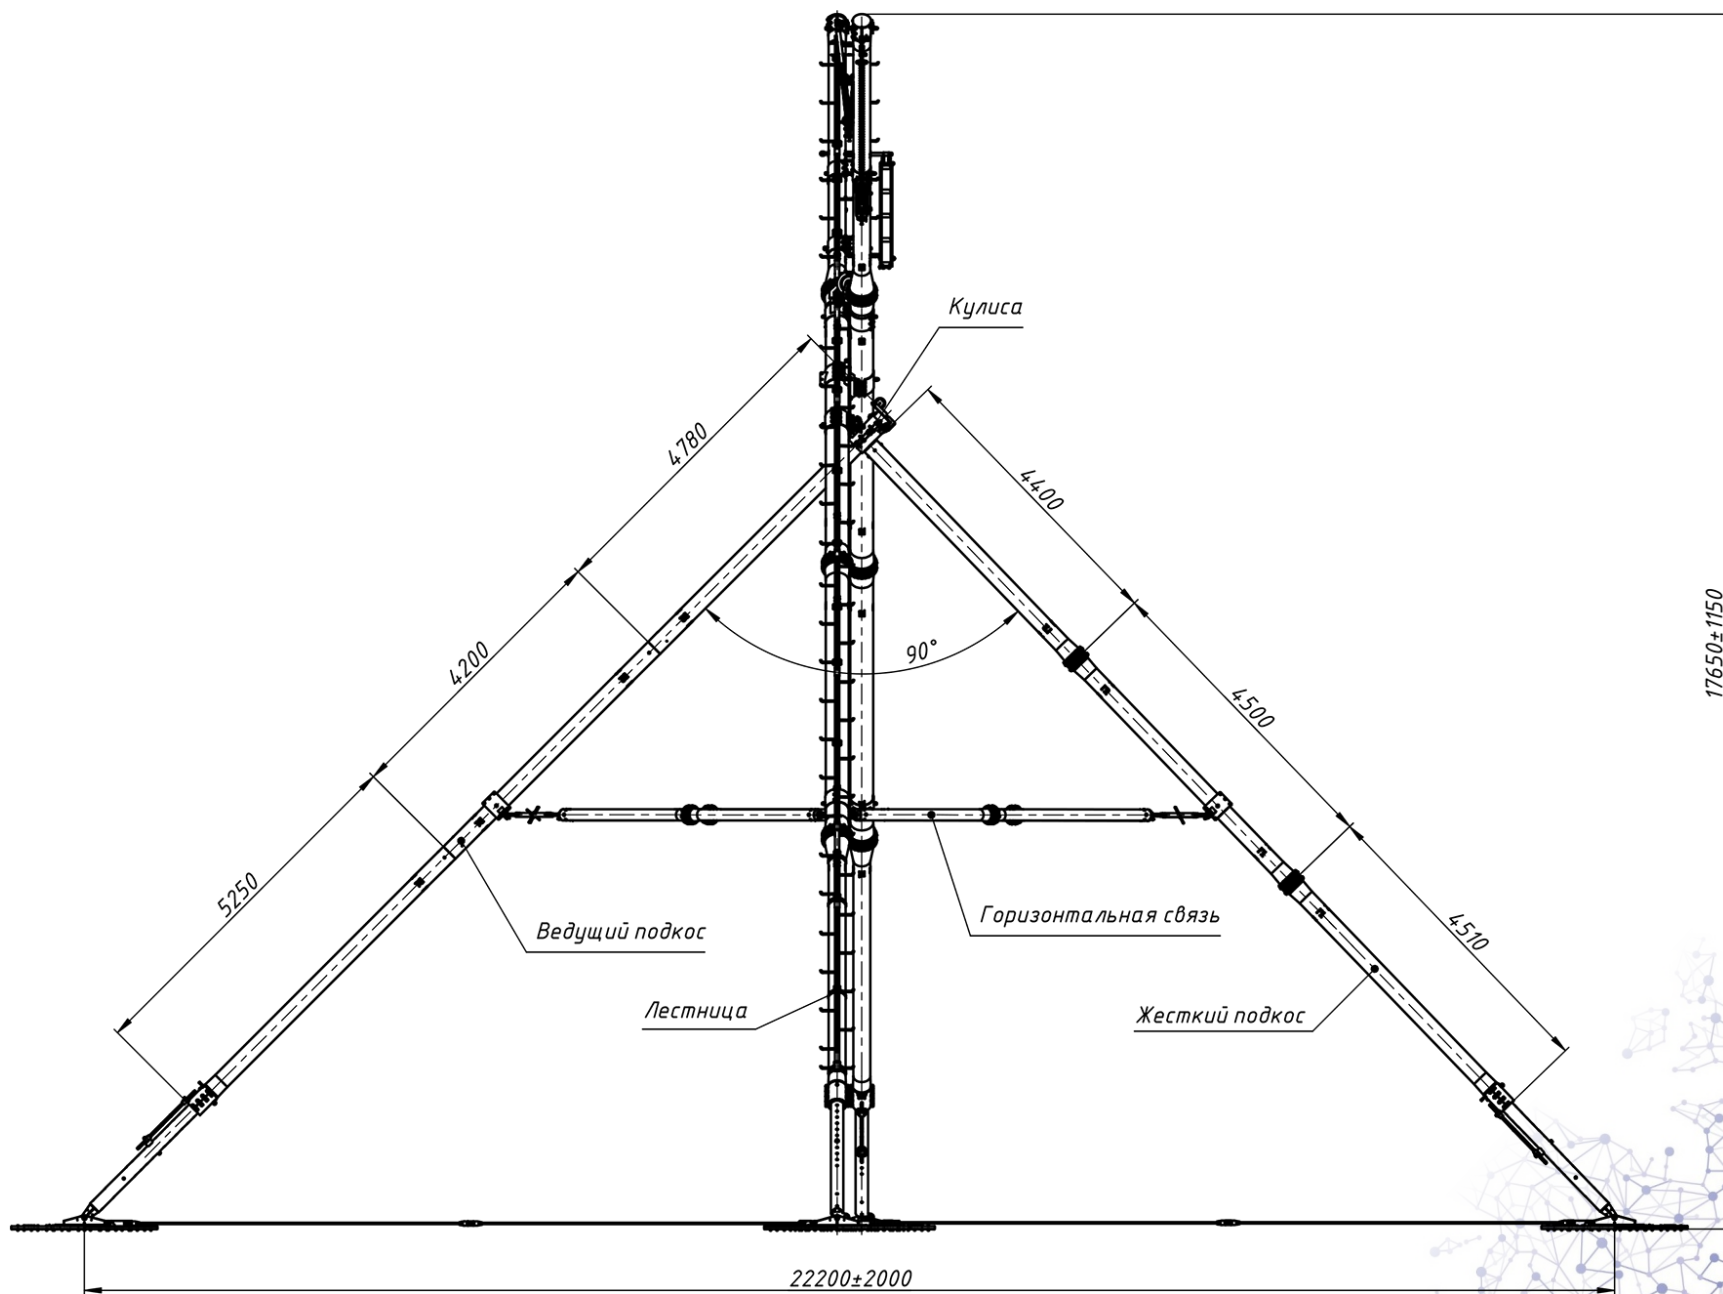 Кулиса
4780
4400
17650±1150
90°
4200
4500
5250
Ведущий подкос
Горизонтальная связь
4510
Лестница
Жесткий подкос
22200±2000